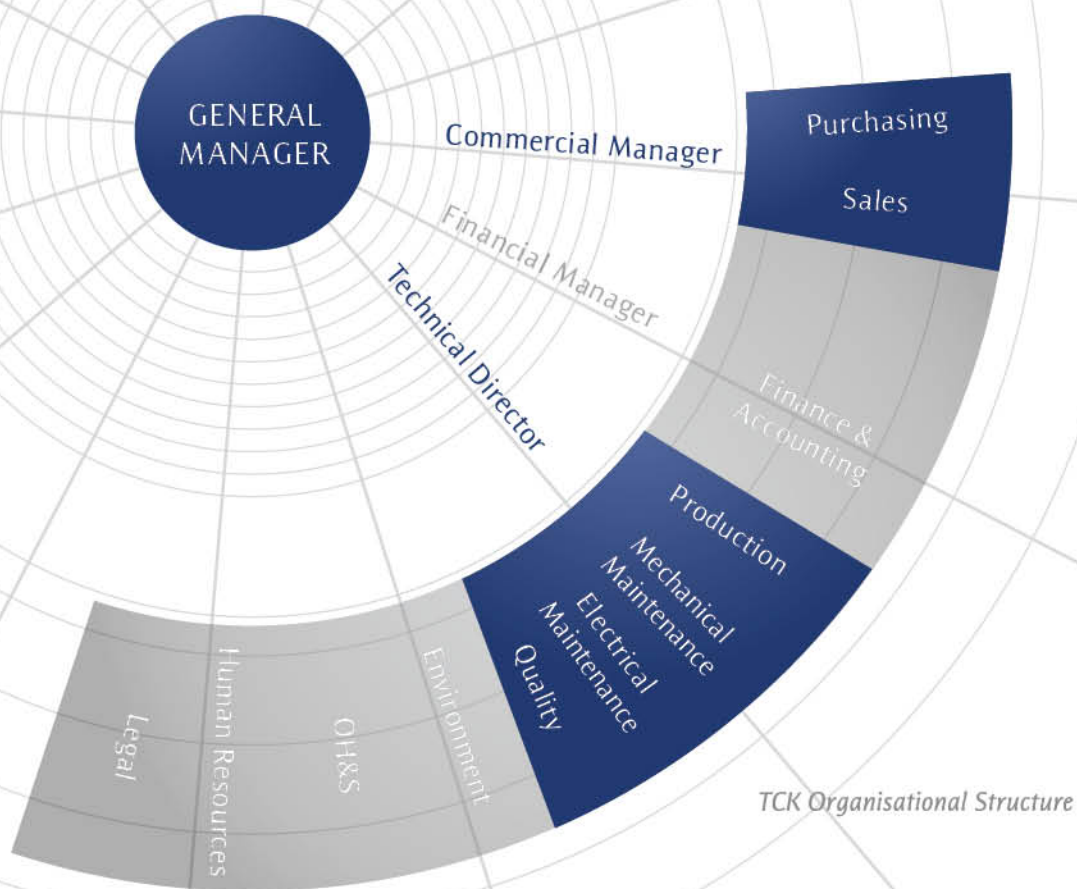 GENERAL
MANAGER
Commercial Manager
Purchasing
Sales
Financial Manager
Finance &
Accounting
Technical Director
Production
Mechanical
Maintenance
Electrical
Maintenance
Quality
Environment
OH&S
Human Resources
Legal
TCK Organisational Structure